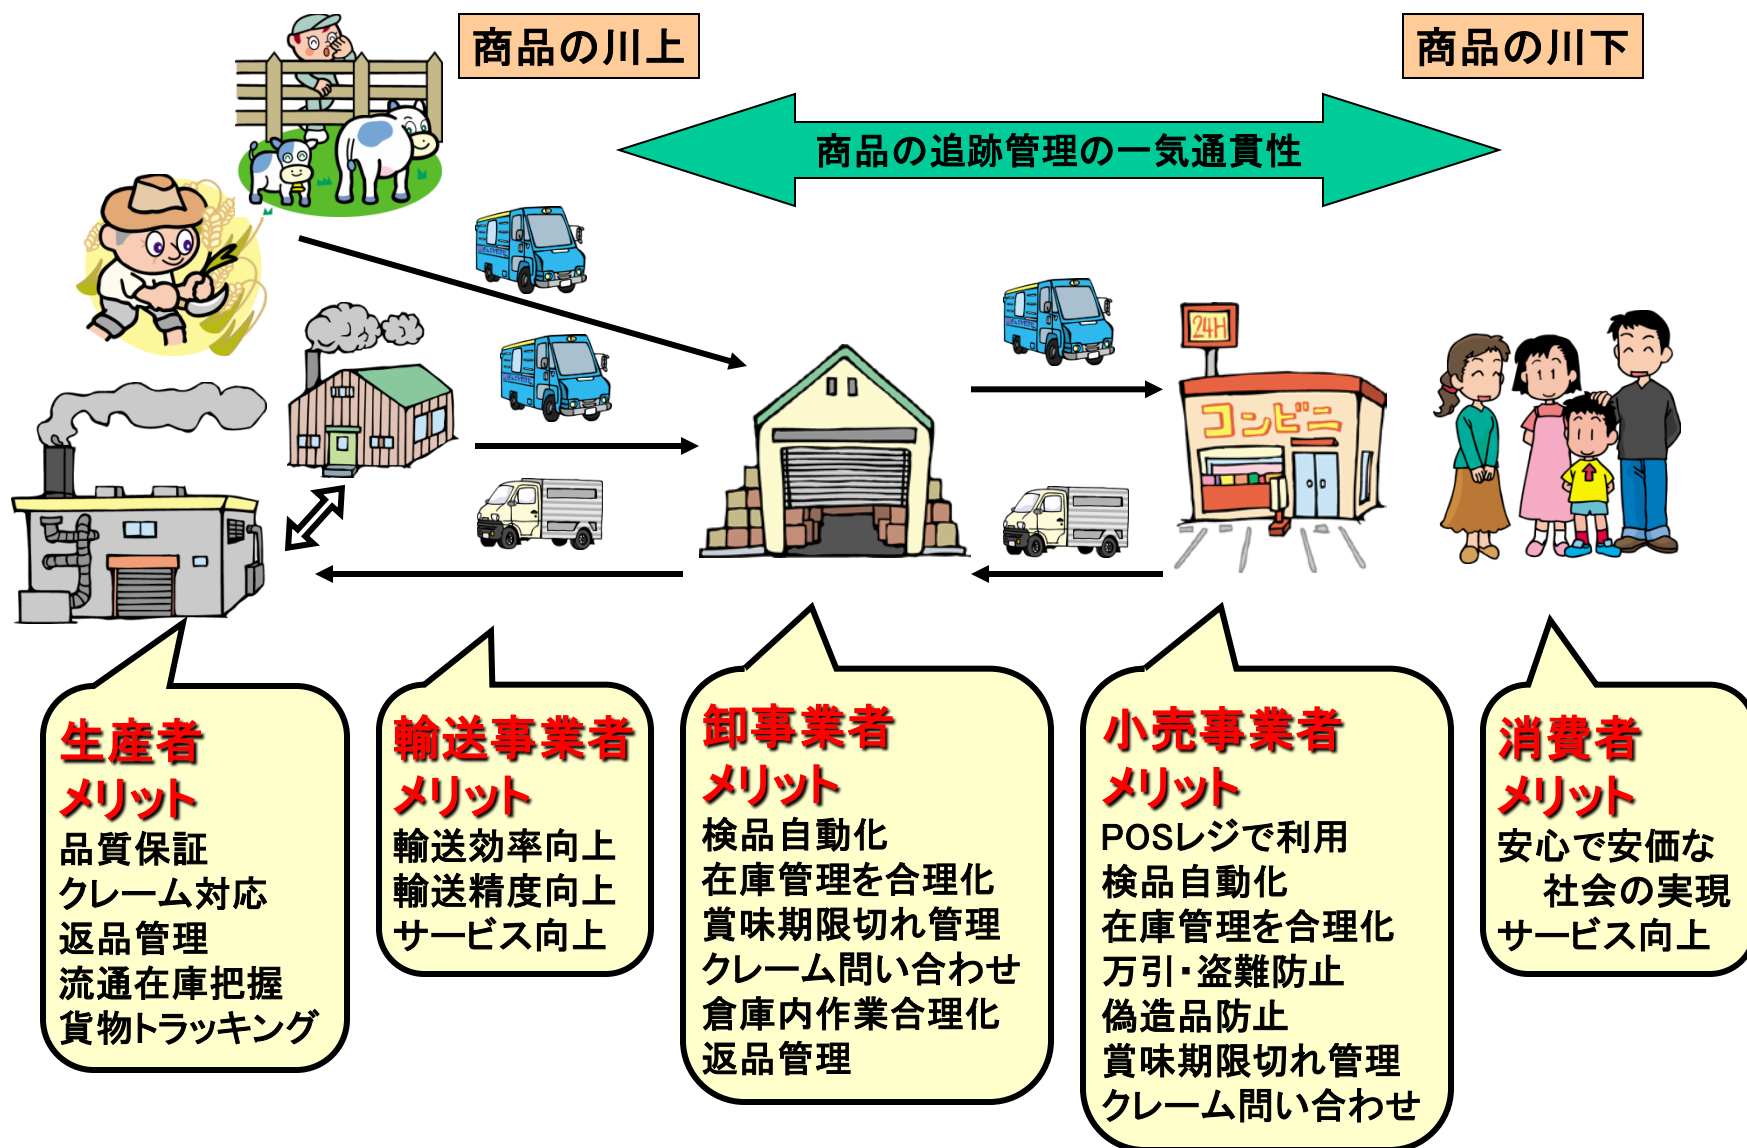 商品の川上
商品の川下
商品の追跡管理の一気通貫性
24H
コンビニ
生産者
メリット
品質保証
クレーム対応
返品管理
流通在庫把握
貨物トラッキング
輸送事業者
メリット
輸送効率向上
輸送精度向上
サービス向上
卸事業者
メリット
検品自動化
在庫管理を合理化
賞味期限切れ管理
クレーム問い合わせ
倉庫内作業合理化
返品管理
小売事業者
メリット
POSレジで利用
検品自動化
在庫管理を合理化
万引・盗難防止
偽造品防止
賞味期限切れ管理
クレーム問い合わせ
消費者
メリット
安心で安価な
社会の実現
サービス向上